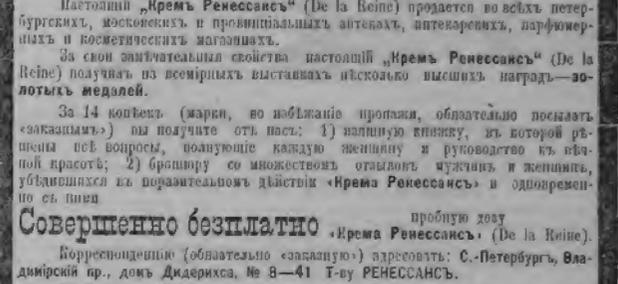 Настоящій „Кремъ Ренессансъ“ (De la Reine) продается во всѣхъ петер-
бургскихъ, московскихъ и провинціальныхъ аптекахъ, аптекарскихъ, парфюмер-
ныхъ и косметическихъ магазинахъ.
За свои замѣчательныя свойства настоящій „Кремъ Ренессансъ“ (De la
Reine) получилъ на всемірныхъ выставкахъ нѣсколько высшихъ наградъ—зо-
лотыхъ медалей.
За 14 копѣекъ (марки, во избѣжаніе пропажи, обязательно посылать
«заказнымъ») вы получите отъ насъ: 1) изящную книжку, въ которой рѣ-
шены всѣ вопросы, волнующіе каждую женщину и руководство къ вѣч-
ной красотѣ; 2) брошюру со множествомъ отзывовъ мужчинъ и женщинъ,
убѣдившихся въ поразительномъ дѣйствіи «Крема Ренессансъ» и одновремен-
но съ ними
Совершенно безплатно пробную дозу
«Крема Ренессансъ» (De la Reine).
Корреспонденцію (обязательно «заказную») адресовать: С.-Петербургъ, Вла-
димірскій пр., домъ Дидерихса, № 8—41 Т-ву РЕНЕССАНСЪ.